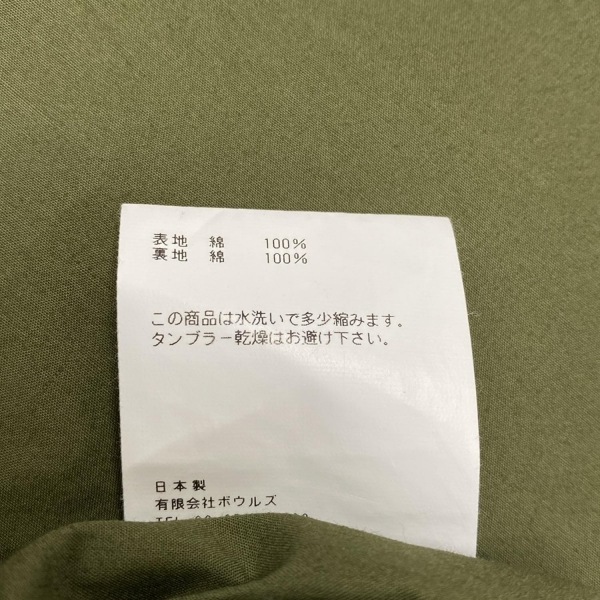 表地 綿 100%
裏地 綿 100%
この商品は水洗いで多少縮みます。
タンブラー乾燥はお避け下さい。
日本製
有限会社ボウルズ
TEL